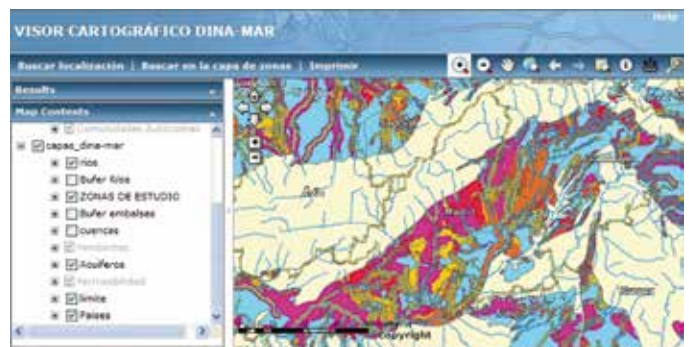 Help
VISOR CARTOGRÁFICO DINA-MAR
Buscar localización | Buscar en la capa de zonas | Imprimir
Results
Map Contents
Comunidades Autonomas
capas_dina-mar
rios
Bufer Rios
ZONAS DE ESTUDIO
Bufer embalses
cuencas
Pendientes
Acuiferos
Permeabilidad
limite
Paises
Copyright